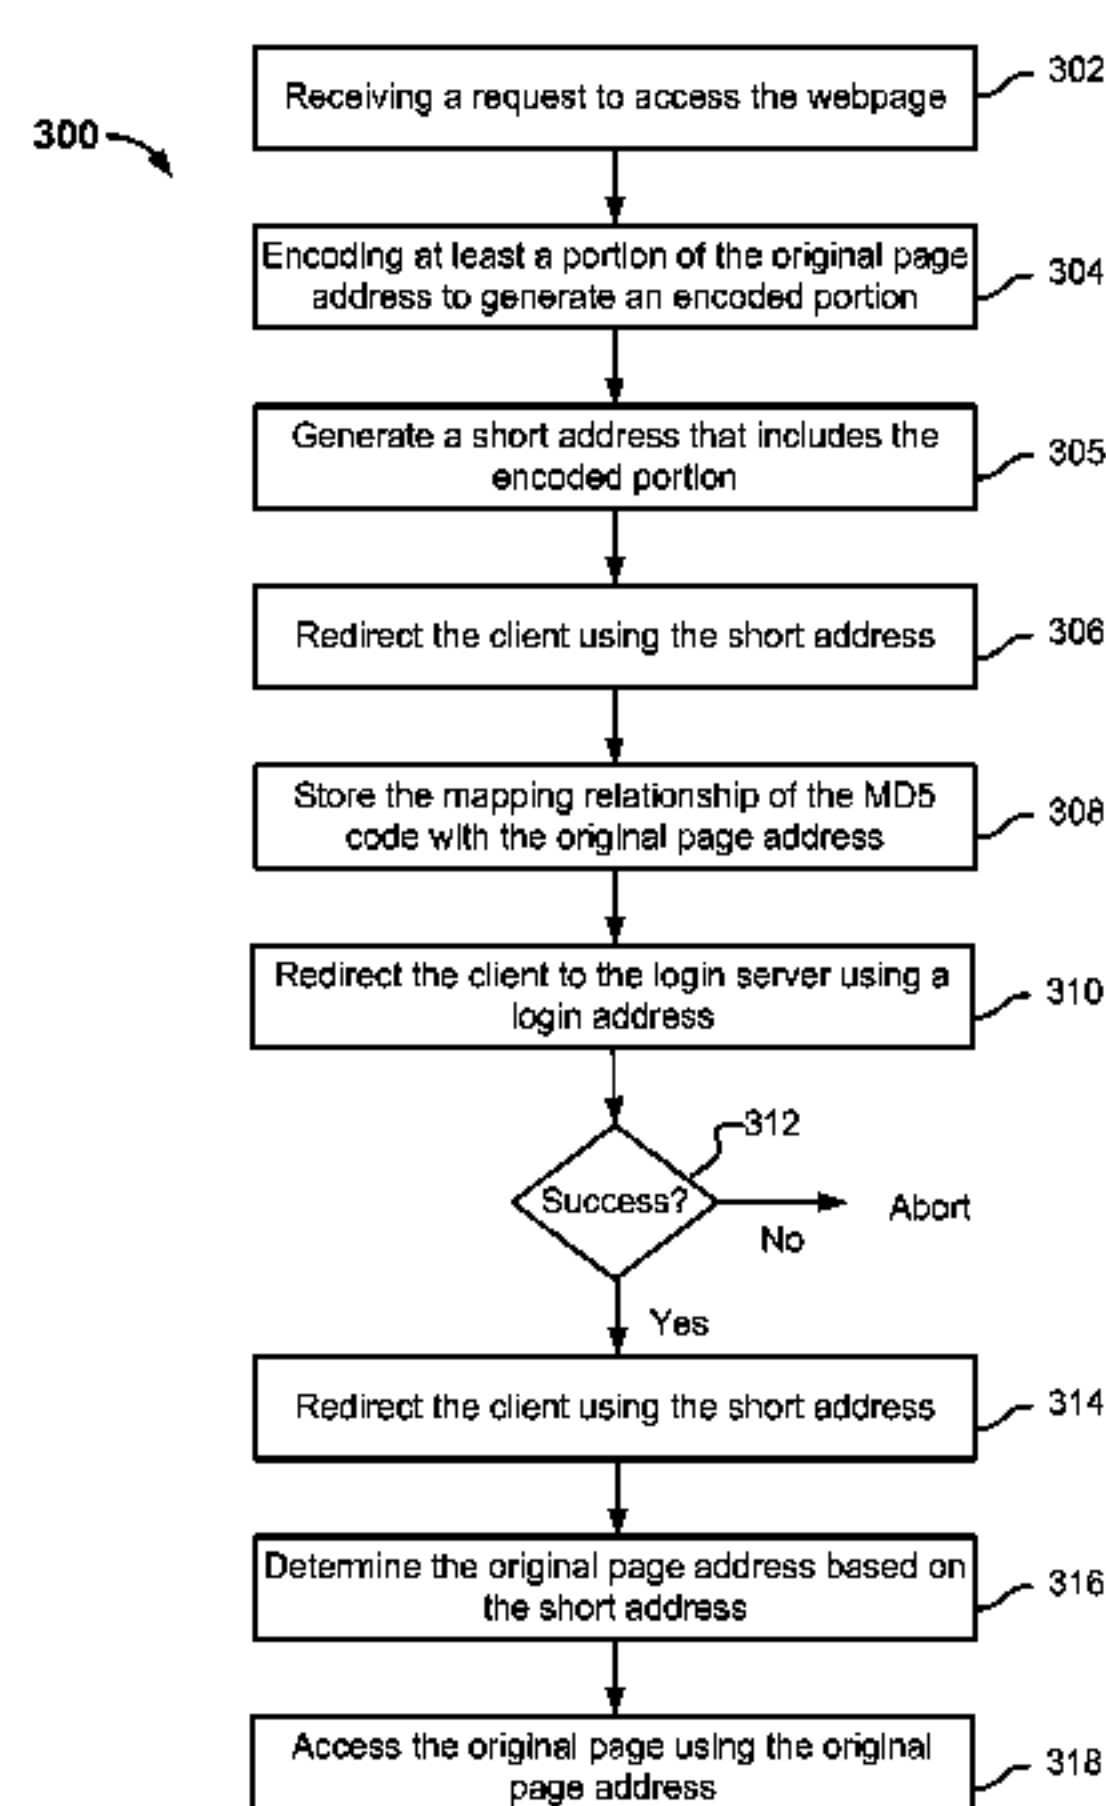 302
Receiving a request to access the webpage
300
Encoding at least a portion of the original page
address to generate an encoded portion
304
Generate a short address that includes the
encoded portion
305
Redirect the client using the short address
306
Store the mapping relationship of the MD5
code with the original page address
308
Redirect the client to the login server using a
login address
310
312
Success?
Abort
No
Yes
Redirect the client using the short address
314
Determine the original page address based on
the short address
316
Access the original page using the original
page address
318